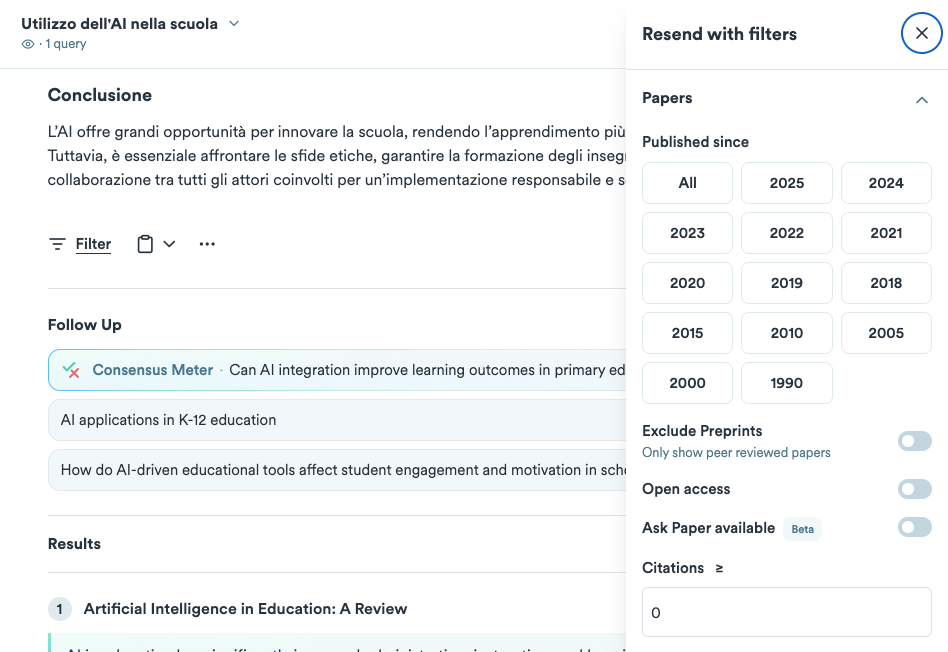 Utilizzo dell'AI nella scuola
· 1 query
Conclusione
L'AI offre grandi opportunità per innovare la scuola, rendendo l'apprendimento più
Tuttavia, è essenziale affrontare le sfide etiche, garantire la formazione degli
collaborazione tra tutti gli attori coinvolti per un'implementazione responsabile e
Filter
Follow Up
Consensus Meter · Can AI integration improve learning outcomes in primary
AI applications in K-12 education
How do AI-driven educational tools affect student engagement and motivation in
Results
1 Artificial Intelligence in Education: A Review
Resend with filters
Papers
Published since
All 2025 2024
2023 2022 2021
2020 2019 2018
2015 2010 2005
2000 1990
Exclude Preprints
Only show peer reviewed papers
Open access
Ask Paper available Beta
Citations ≥
0